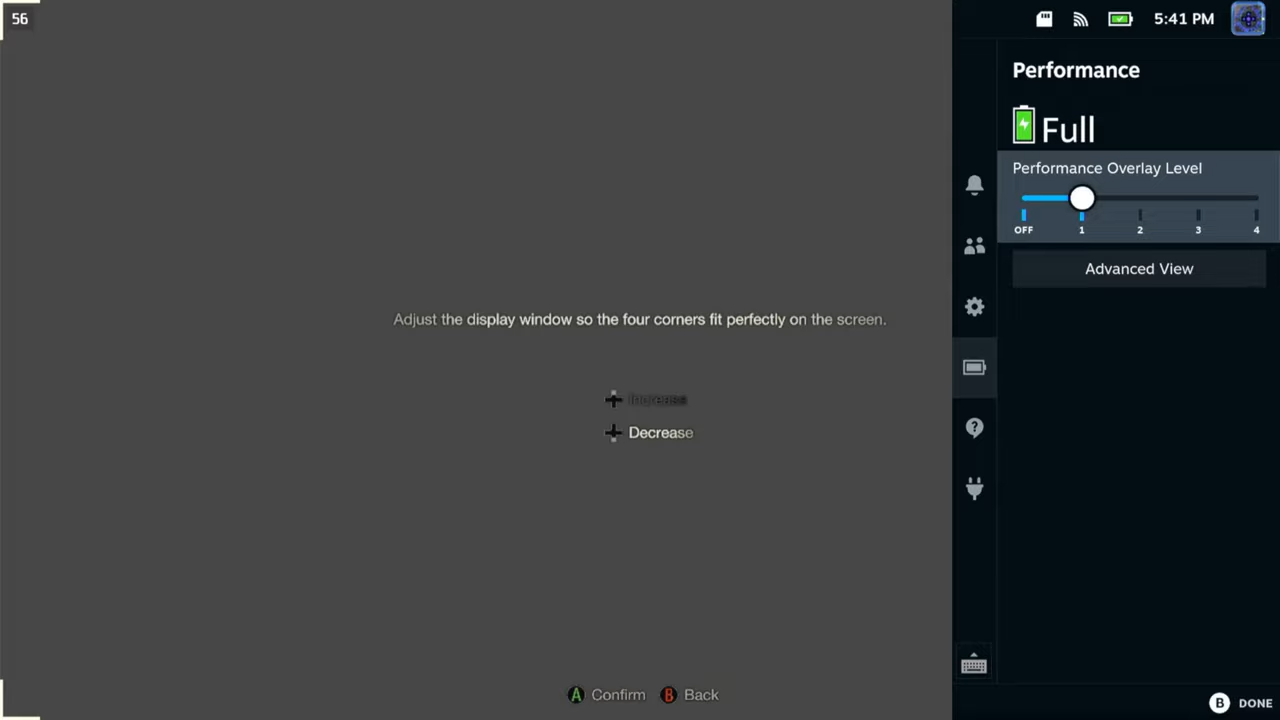 56
5:41 PM
Performance
Full
Performance Overlay Level
OFF 1 2 3 4
Advanced View
Adjust the display window so the four corners fit perfectly on the screen.
Increase
Decrease
A Confirm B Back
B DONE